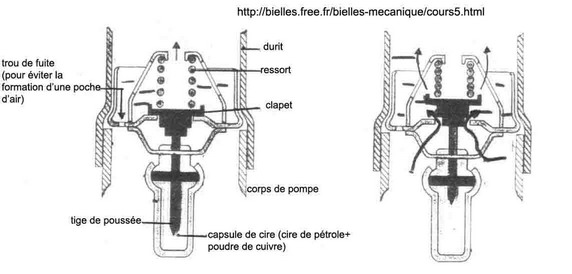 http://bielles.free.fr/bielles-mecanique/cours5.html
durit
trou de fuite
(pour éviter la
formation d'une poche
d'air)
ressort
clapet
corps de pompe
tige de poussée
capsule de cire (cire de pétrole+
poudre de cuivre)